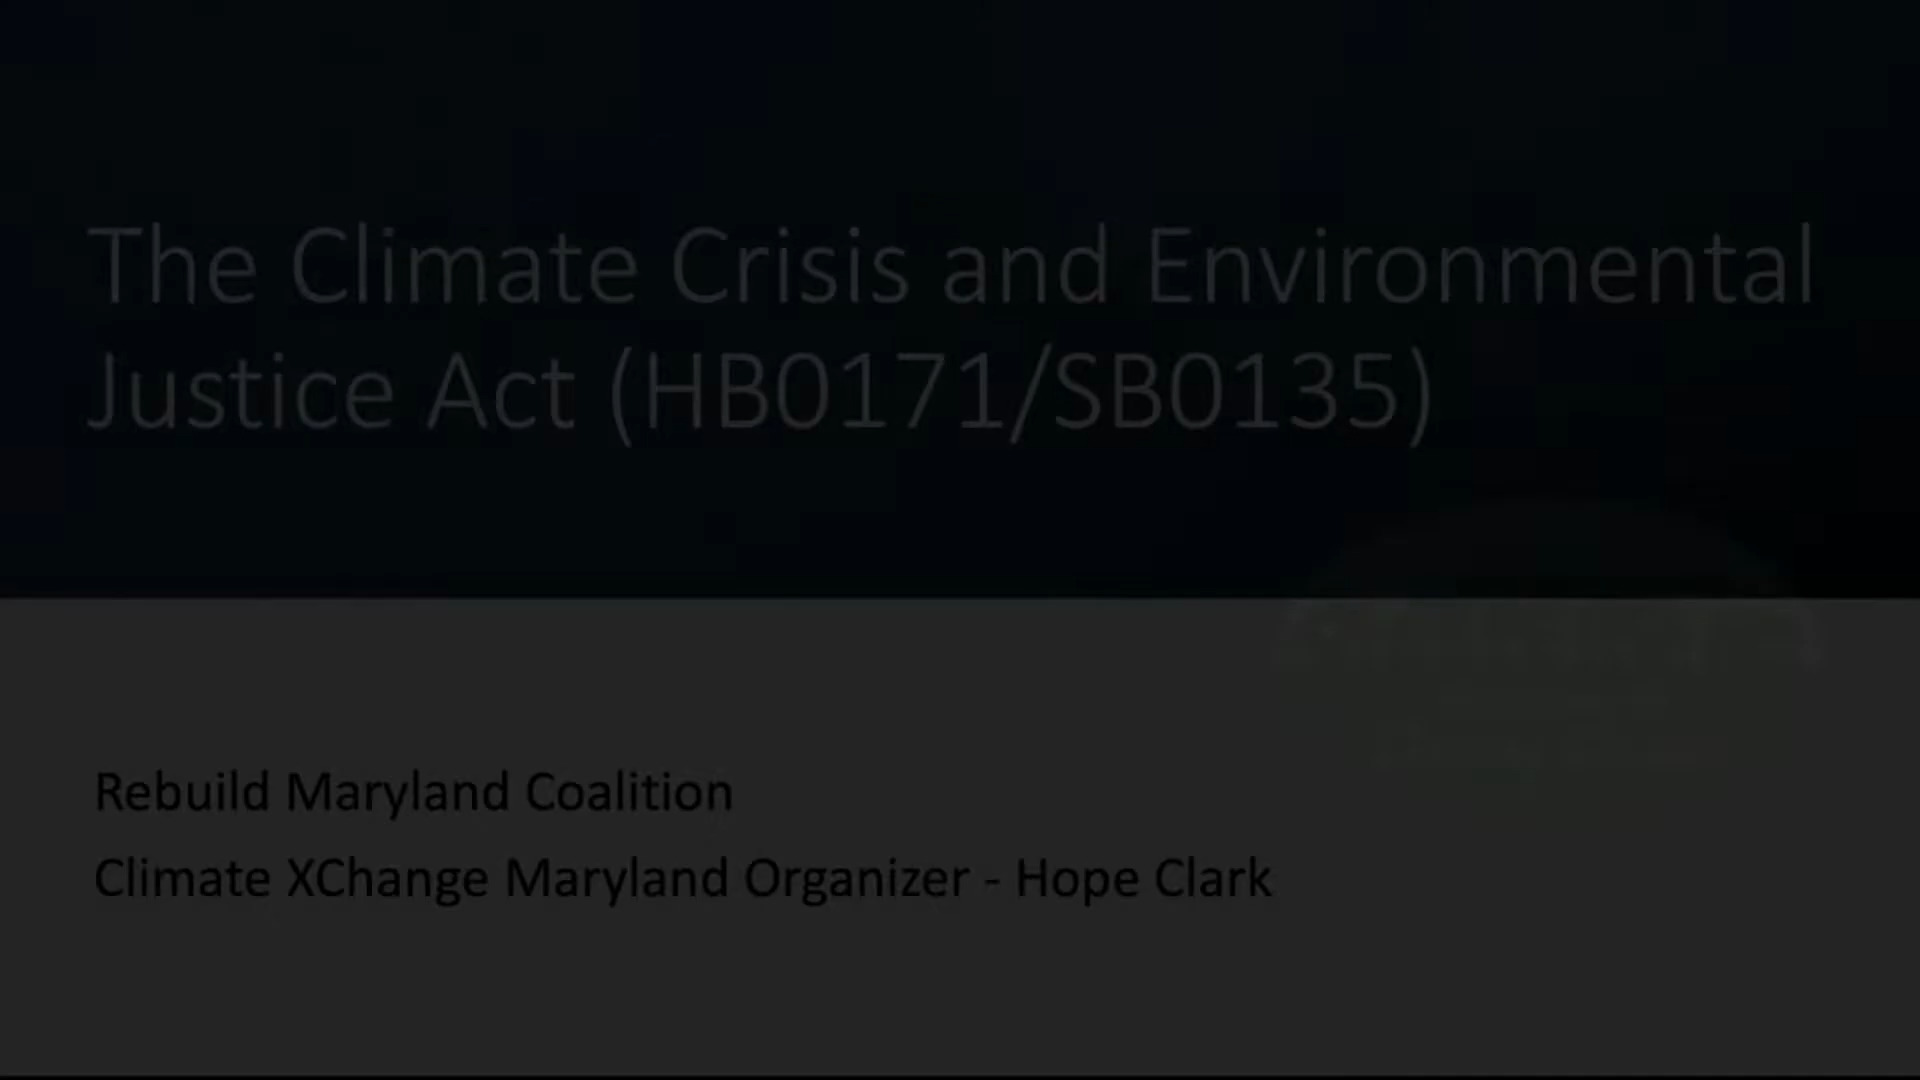 The Climate Crisis and Environmental
Justice Act (HB0171/SB0135)
Rebuild Maryland Coalition
Climate XChange Maryland Organizer - Hope Clark